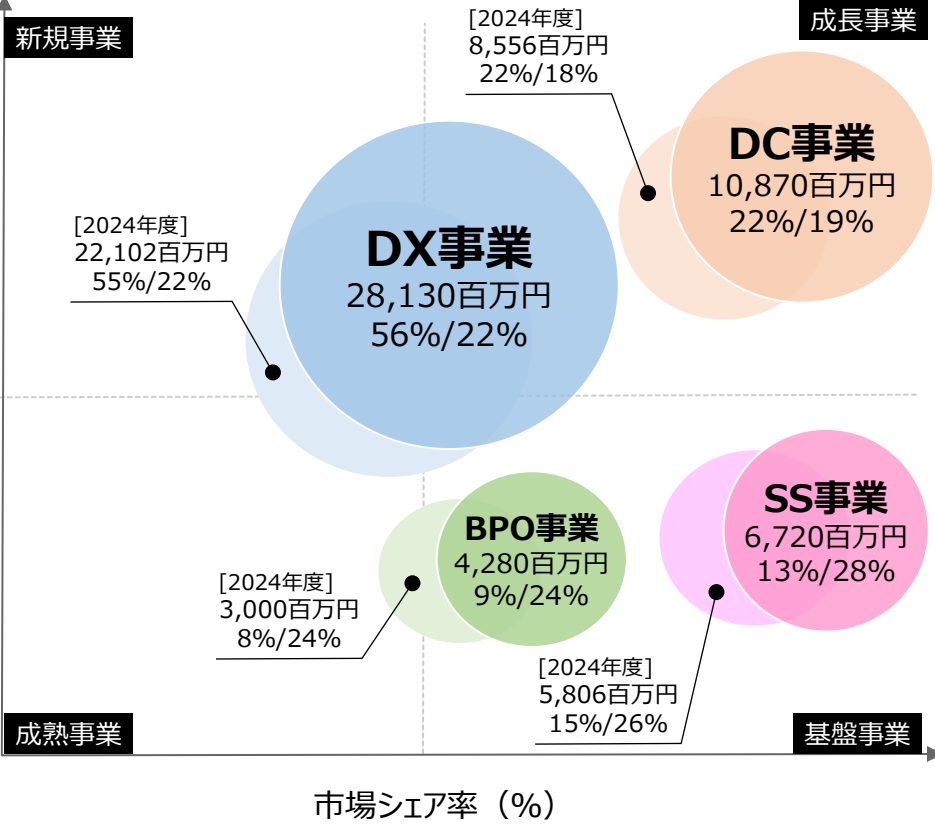 新規事業
成長事業
[2024年度]
8,556百万円
22%/18%
DC事業
10,870百万円
22%/19%
[2024年度]
22,102百万円
55%/22%
DX事業
28,130百万円
56%/22%
SS事業
6,720百万円
13%/28%
BPO事業
4,280百万円
9%/24%
[2024年度]
3,000百万円
8%/24%
[2024年度]
5,806百万円
15%/26%
成熟事業
基盤事業
市場シェア率（%）